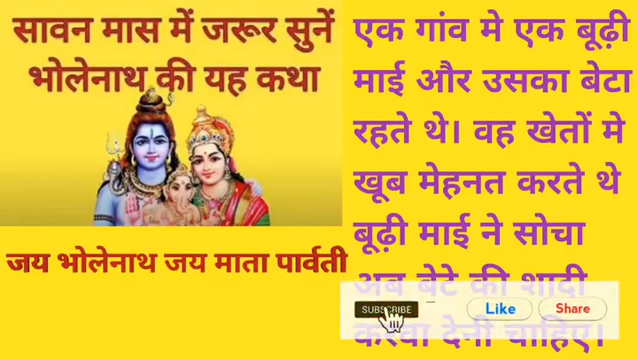 सावन मास में जरूर सुनें
भोलेनाथ की यह कथा
जय भोलेनाथ जय माता पार्वती
एक गांव मे एक बूढ़ी
माई और उसका बेटा
रहते थे। वह खेतों मे
खूब मेहनत करते थे
बूढ़ी माई ने सोचा
अब बेटे की शादी
करवा देनी चाहिए।
SUBSCRIBE
Like
Share